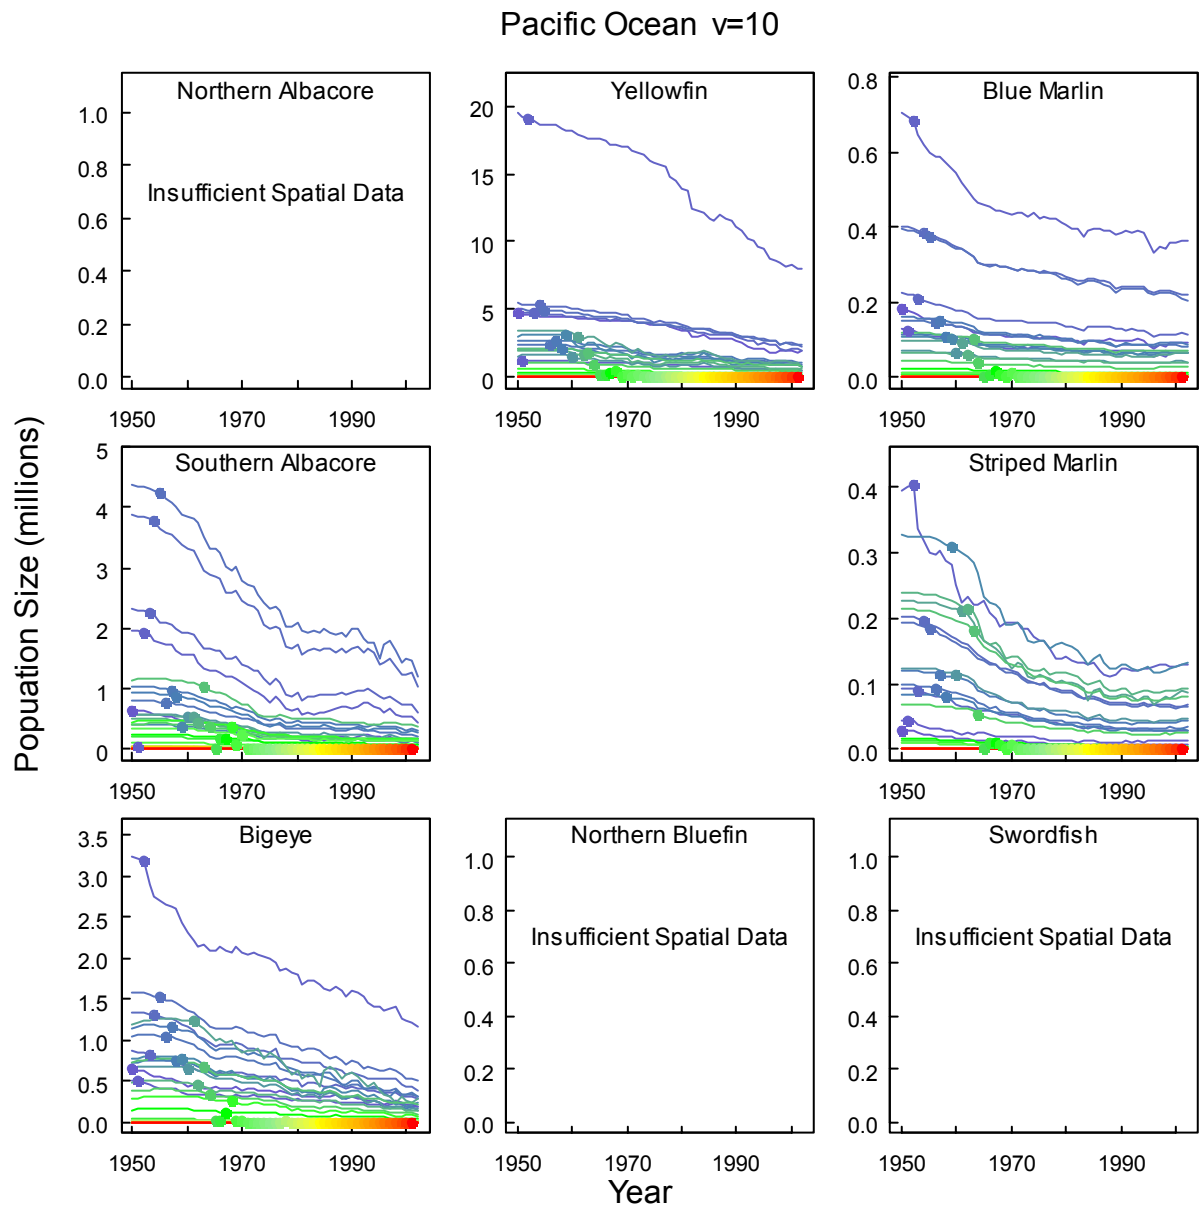 Pacific Ocean v=10
Northern Albacore
1.0
0.8
0.6
0.4
0.2
0.0
Insufficient Spatial Data
1950 1970 1990
Yellowfin
20
15
10
5
0
1950 1970 1990
Blue Marlin
0.8
0.6
0.4
0.2
0.0
1950 1970 1990
Popuation Size (millions)
Southern Albacore
5
4
3
2
1
0
1950 1970 1990
Striped Marlin
0.4
0.3
0.2
0.1
0.0
1950 1970 1990
Bigeye
3.5
3.0
2.5
2.0
1.5
1.0
0.5
0.0
1950 1970 1990
Northern Bluefin
1.0
0.8
0.6
0.4
0.2
0.0
Insufficient Spatial Data
1950 1970 1990
Swordfish
1.0
0.8
0.6
0.4
0.2
0.0
Insufficient Spatial Data
1950 1970 1990
Year